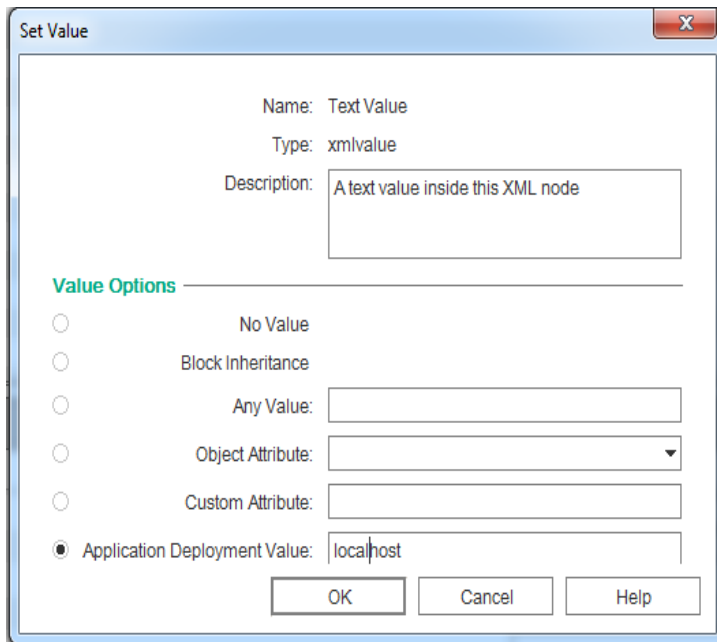 Set Value
X
Name: Text Value
Type: xmlvalue
Description: A text value inside this XML node
Value Options
No Value
Block Inheritance
Any Value:
Object Attribute:
Custom Attribute:
Application Deployment Value: localhost
OK Cancel Help